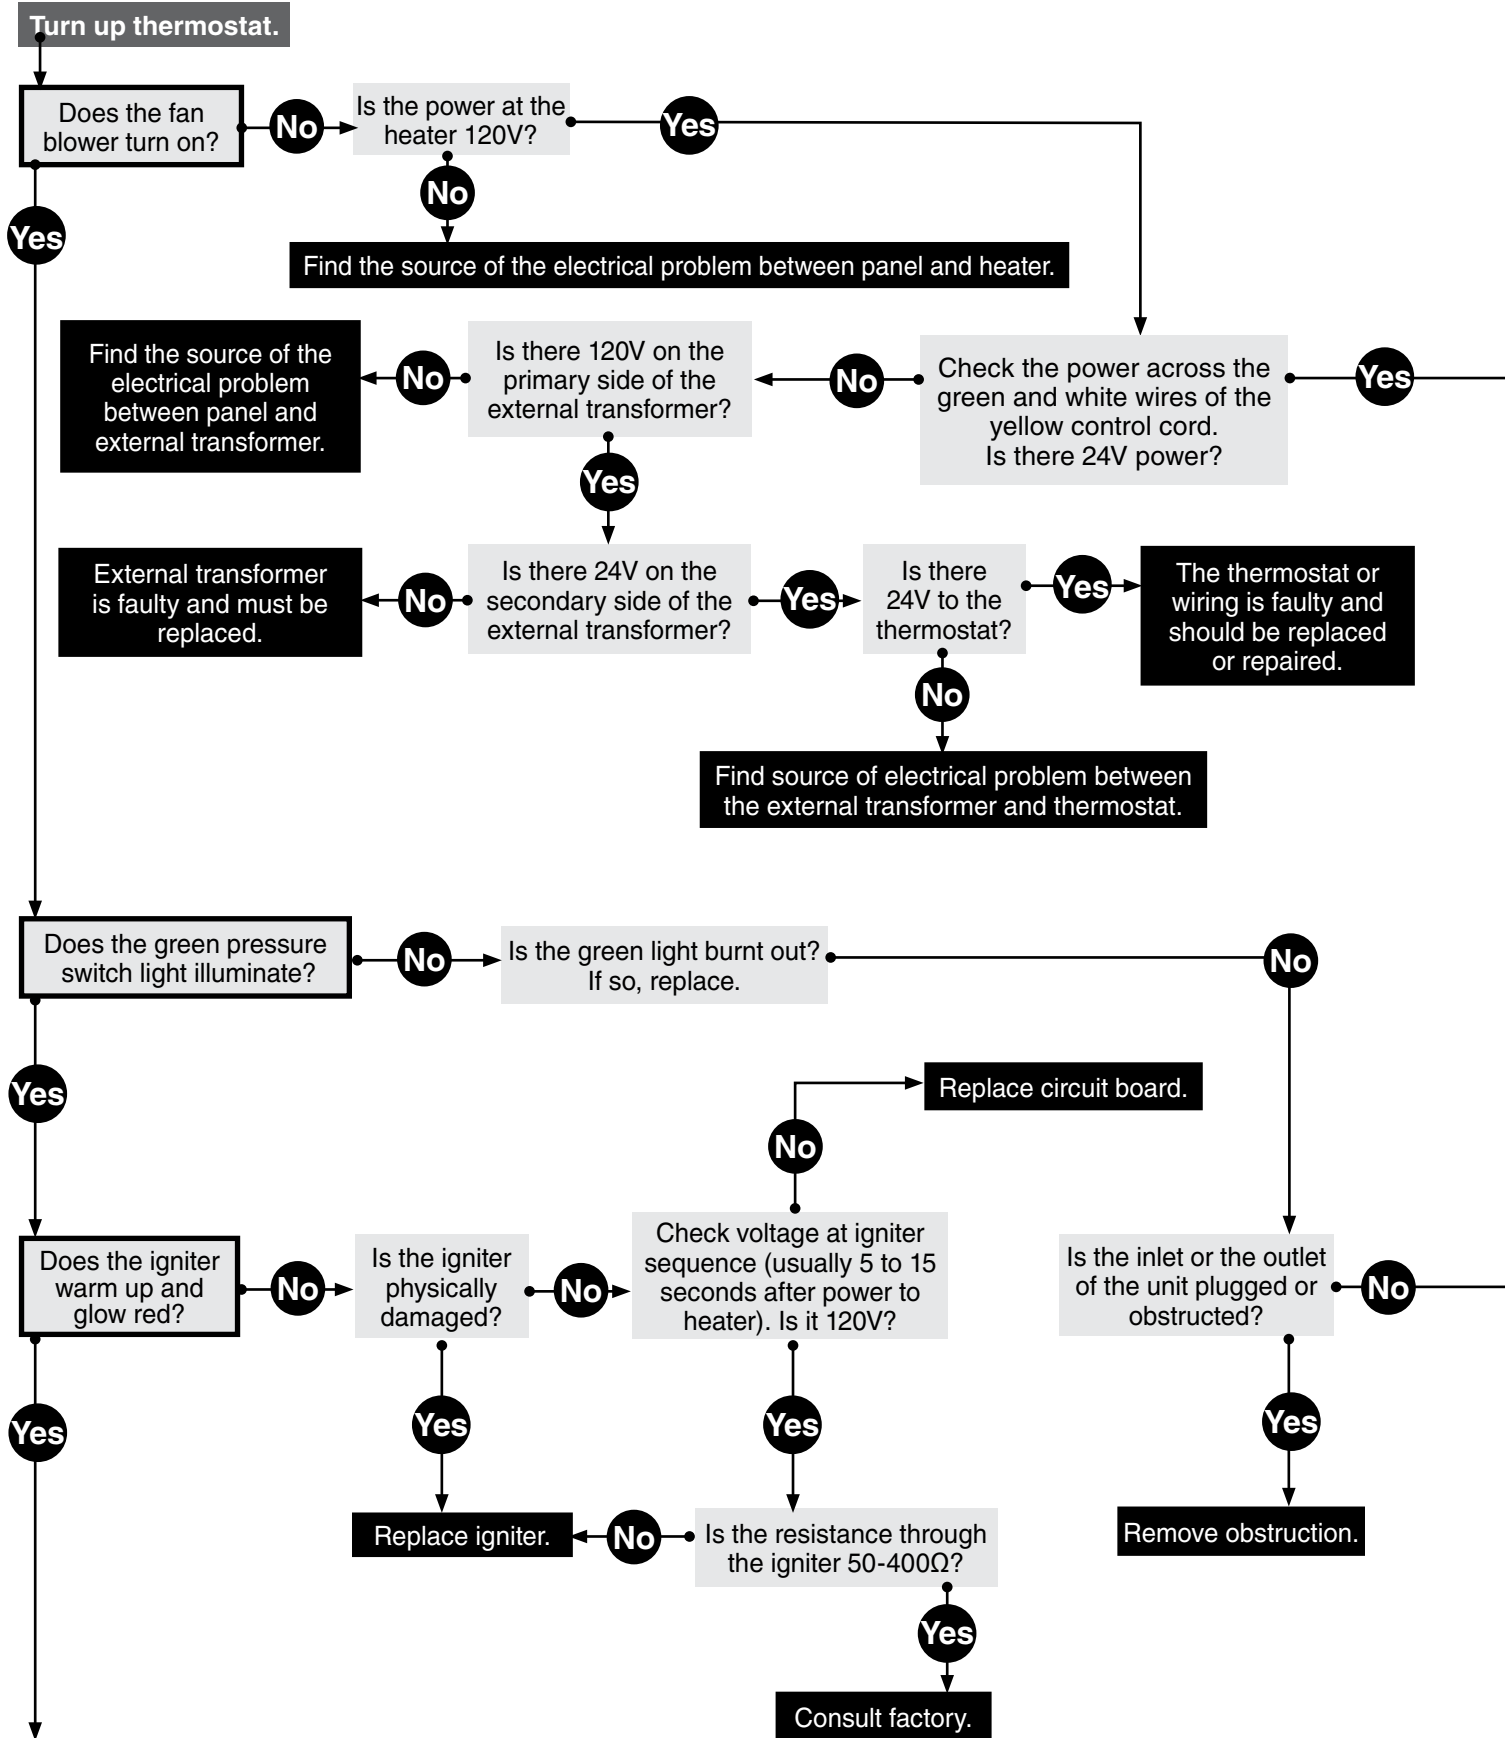 Turn up thermostat.
Does the fan
blower turn on?
No
Is the power at the
heater 120V?
Yes
No
Yes
Find the source of the electrical problem between panel and heater.
Find the source of the
electrical problem
between panel and
external transformer.
No
Is there 120V on the
primary side of the
external transformer?
No
Check the power across the
green and white wires of the
yellow control cord.
Is there 24V power?
Yes
Yes
External transformer
is faulty and must be
replaced.
No
Is there 24V on the
secondary side of the
external transformer?
Yes
Is there
24V to the
thermostat?
Yes
The thermostat or
wiring is faulty and
should be replaced
or repaired.
No
Find source of electrical problem between
the external transformer and thermostat.
Does the green pressure
switch light illuminate?
No
Is the green light burnt out?
If so, replace.
No
Yes
Replace circuit board.
No
Does the igniter
warm up and
glow red?
No
Is the igniter
physically
damaged?
No
Check voltage at igniter
sequence (usually 5 to 15
seconds after power to
heater). Is it 120V?
Is the inlet or the outlet
of the unit plugged or
obstructed?
No
Yes
Yes
Yes
Yes
Replace igniter.
No
Is the resistance through
the igniter 50-400Ω?
Remove obstruction.
Yes
Consult factory.